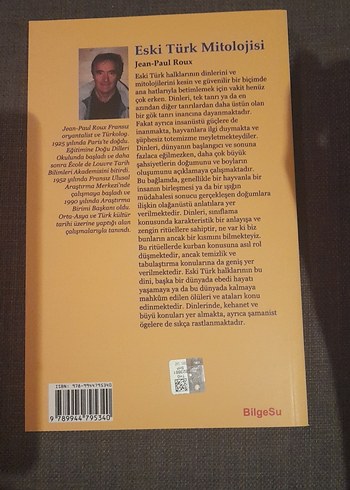 Eski Türk Mitolojisi
Jean-Paul Roux
Eski Türk halklarının dinlerini ve
mitolojilerini kesin ve güvenilir bir biçimde
ana hatlarıyla betimlemek için vakit henüz
çok erken. Dinleri, tek tanrı ya da en
azından diğer tanrılardan daha üstün olan
bir gök tanrı inancına dayanmaktadır.
Fakat ayrıca insanüstü güçlere de
inanmakta, hayvanlara ilgi duymakta ve
şüphesiz totemizme meyletmekteydiler.
Dinleri, dünyanın başlangıcı ve sonuna
fazlaca eğilmezken, daha çok büyük
şahsiyetlerin doğumunu ve boyların
oluşumunu açıklamaya çalışmaktadır.
Bu bağlamda, genellikle bir hayvanla bir
insanın birleşmesi ya da bir ışığın
müdahalesi sonucu gerçekleşen doğumlara
ilişkin olağanüstü anlatılara yer
verilmektedir. Dinleri, sınıflama
konusunda karakteristik bir anlayışa ve
zengin ritüellere sahiptir, ne var ki biz
bunların ancak bir kısmını bilmekteyiz.
Bu ritüellerde kurban konusuna asıl rol
düşmektedir, ancak temizlik ve
tabulaştırma konularına da geniş yer
verilmektedir. Eski Türk halklarının bu
dini, başka bir dünyada ebedi hayatı
yaşamaya ya da bu dünyada kalmaya
mahkûm edilen ölüleri ve ataları konu
edinmektedir. Dinlerinde, kehanet ve
büyü konuları yer almakta, ayrıca şamanist
ögelere de sıkça rastlanmaktadır.
Jean-Paul Roux Fransız
oryantalist ve Türkolog.
1925 yılında Paris'te doğdu.
Eğitimine Doğu Dilleri
Okulunda başladı ve daha
sonra École de Louvre Tarih
Bilimleri Akademisini bitirdi.
1952 yılında Fransız Ulusal
Araştırma Merkezi'nde
çalışmaya başladı ve
1990 yılında Araştırma
Birimi Başkanı oldu.
Orta-Asya ve Türk kültür
tarihi üzerine yaptığı alan
çalışmalarıyla tanındı.
ISBN: 978-9944795340
9 789944 795340
BilgeSu